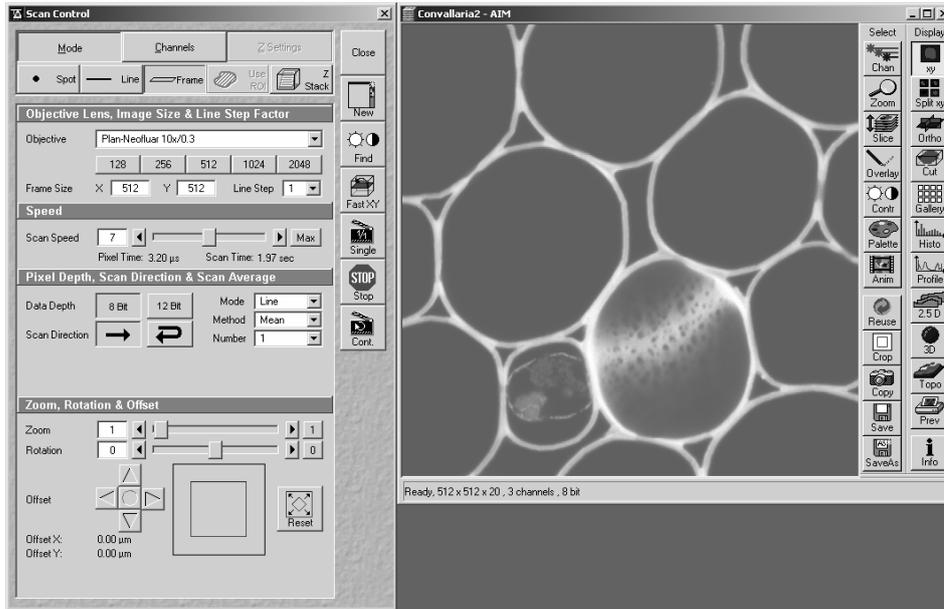 Scan Control
Mode
Channels
Z Settings
Close
Spot
Line
Frame
Use ROI
Z Stack
New
Objective Lens, Image Size & Line Step Factor
Objective
Plan-Neofluar 10x/0.3
Find
128 256 512 1024 2048
Frame Size X 512 Y 512 Line Step 1
Fast XY
Speed
Scan Speed 7 Max
Pixel Time: 3.20 µs Scan Time: 1.97 sec
1/1
Single
Pixel Depth, Scan Direction & Scan Average
STOP
Stop
Data Depth 8 Bit 12 Bit Mode Line
Method Mean
Scan Direction Number 1
Cont.
Zoom, Rotation & Offset
Zoom 1 1
Rotation 0 0
Offset
Reset
Offset X: 0.00 µm
Offset Y: 0.00 µm
Convallaria2 - AIM
Select
Chan
Zoom
Slice
Overlay
Contr
Palette
Anim
Reuse
Crop
Copy
Save
AS
SaveAs
Display
xy
Split xy
Ortho
Cut
Gallery
Histo
Profile
2.5 D
3D
Topo
Prev
Info
Ready, 512 x 512 x 20 , 3 channels , 8 bit